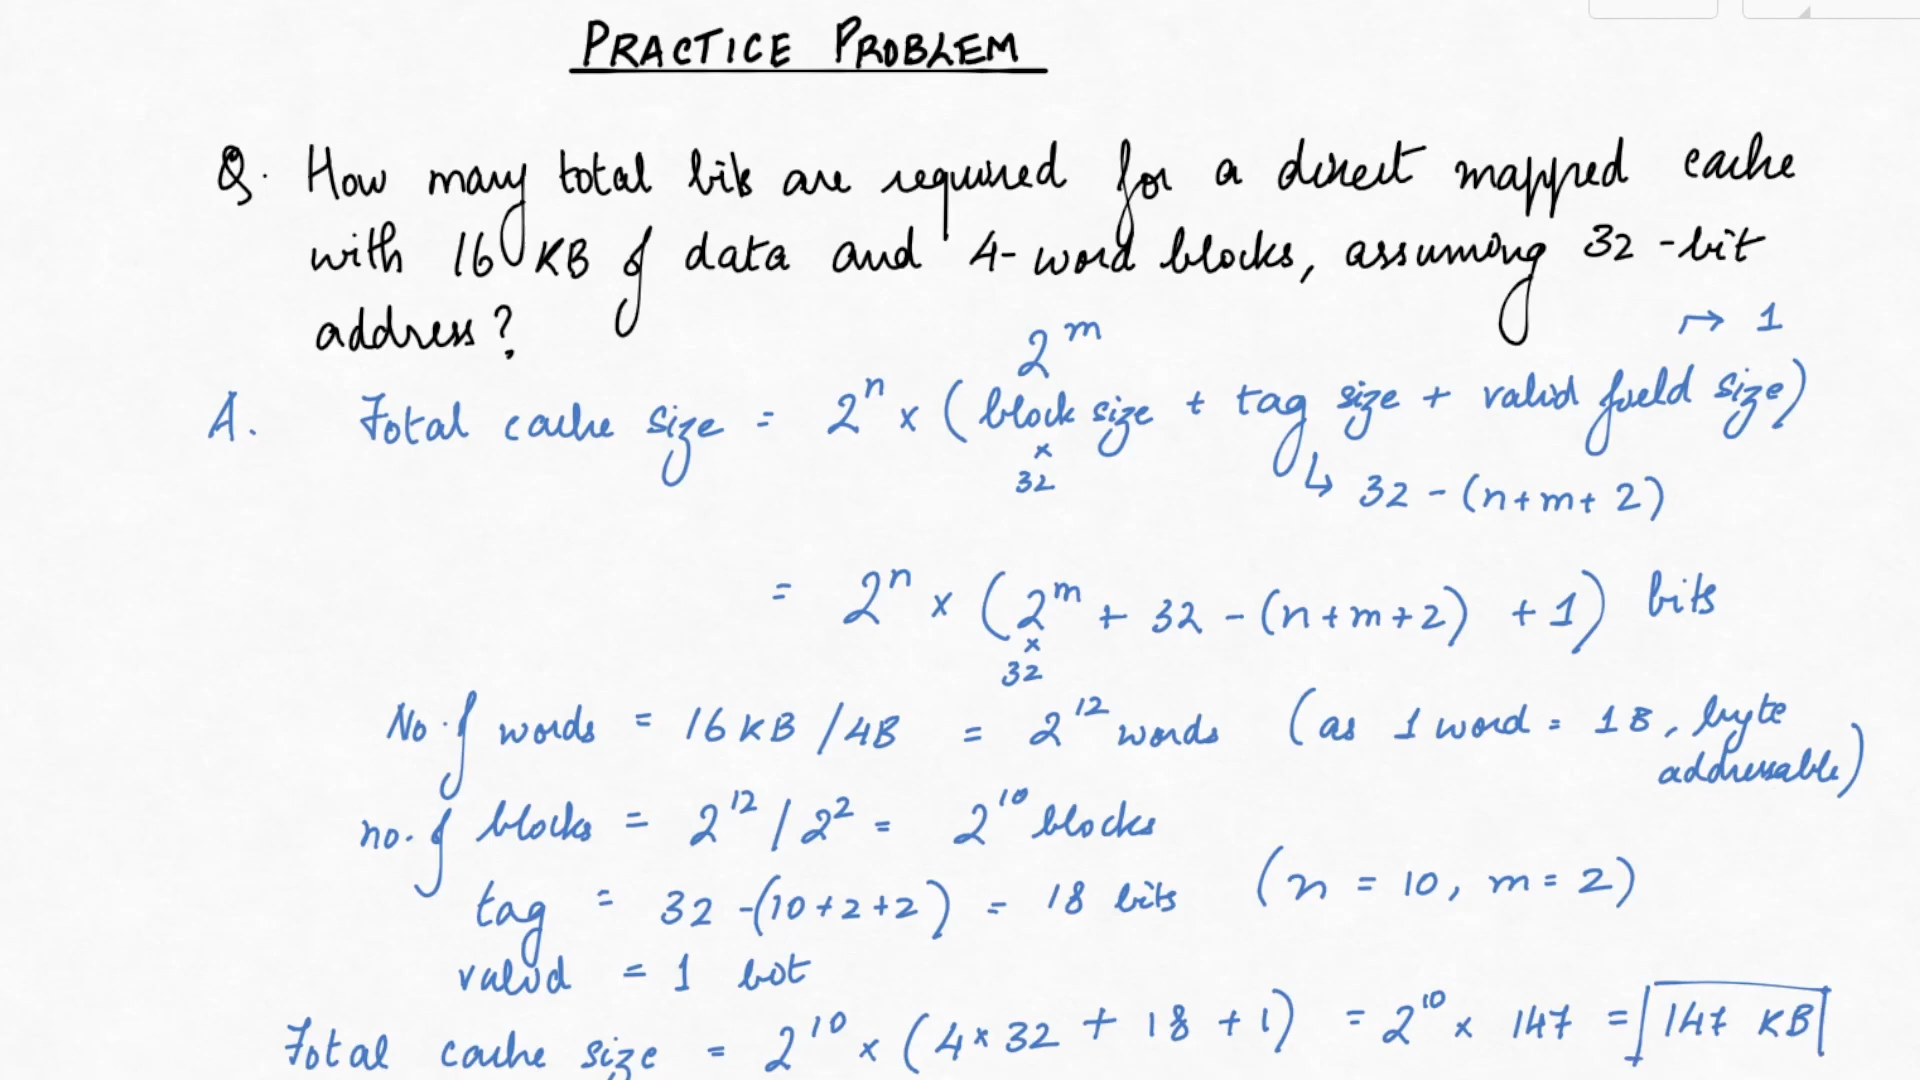 PRACTICE PROBLEM
Q. How many total bits are required for a direct mapped cache
with 16 KB of data and 4-word blocks, assuming 32-bit
address?
2^m
↦ 1
A. Total cache size = 2^n × (block size + tag size + valid field size)
×
32
↳ 32 - (n+m+2)
= 2^n × (2^m + 32 - (n+m+2) + 1) bits
×
32
No. of words = 16 KB / 4B = 2^12 words (as 1 word = 1B, byte
addressable)
no. of blocks = 2^12 / 2^2 = 2^10 blocks
(n = 10, m = 2)
tag = 32 -(10+2+2) = 18 bits
valid = 1 bit
Total cache size = 2^10 × (4×32 + 18 + 1) = 2^10 × 147 = 147 KB